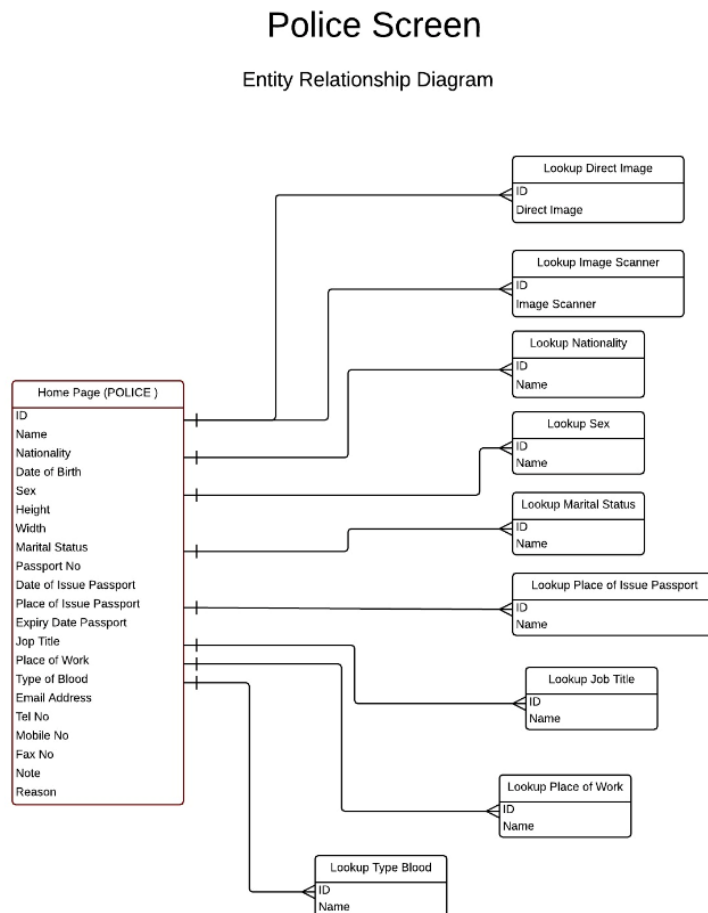 Police Screen
Entity Relationship Diagram
Lookup Direct Image
ID
Direct Image
Lookup Image Scanner
ID
Image Scanner
Lookup Nationality
ID
Name
Home Page (POLICE )
ID
Name
Nationality
Date of Birth
Sex
Height
Width
Marital Status
Passport No
Date of Issue Passport
Place of Issue Passport
Expiry Date Passport
Jop Title
Place of Work
Type of Blood
Email Address
Tel No
Mobile No
Fax No
Note
Reason
Lookup Sex
ID
Name
Lookup Marital Status
ID
Name
Lookup Place of Issue Passport
ID
Name
Lookup Job Title
ID
Name
Lookup Place of Work
ID
Name
Lookup Type Blood
ID
Name